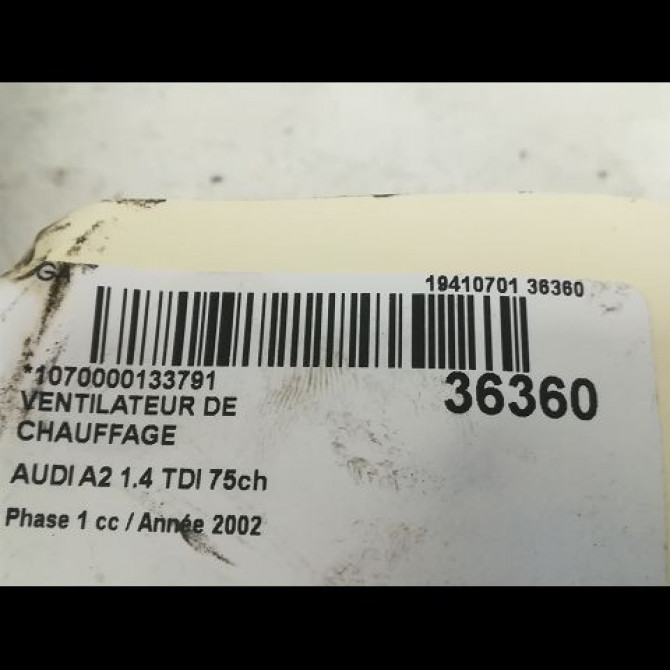 G
19410701 36360
*1070000133791
36360
VENTILATEUR DE
CHAUFFAGE
AUDI A2 1.4 TDI 75ch
Phase 1 cc / Année 2002